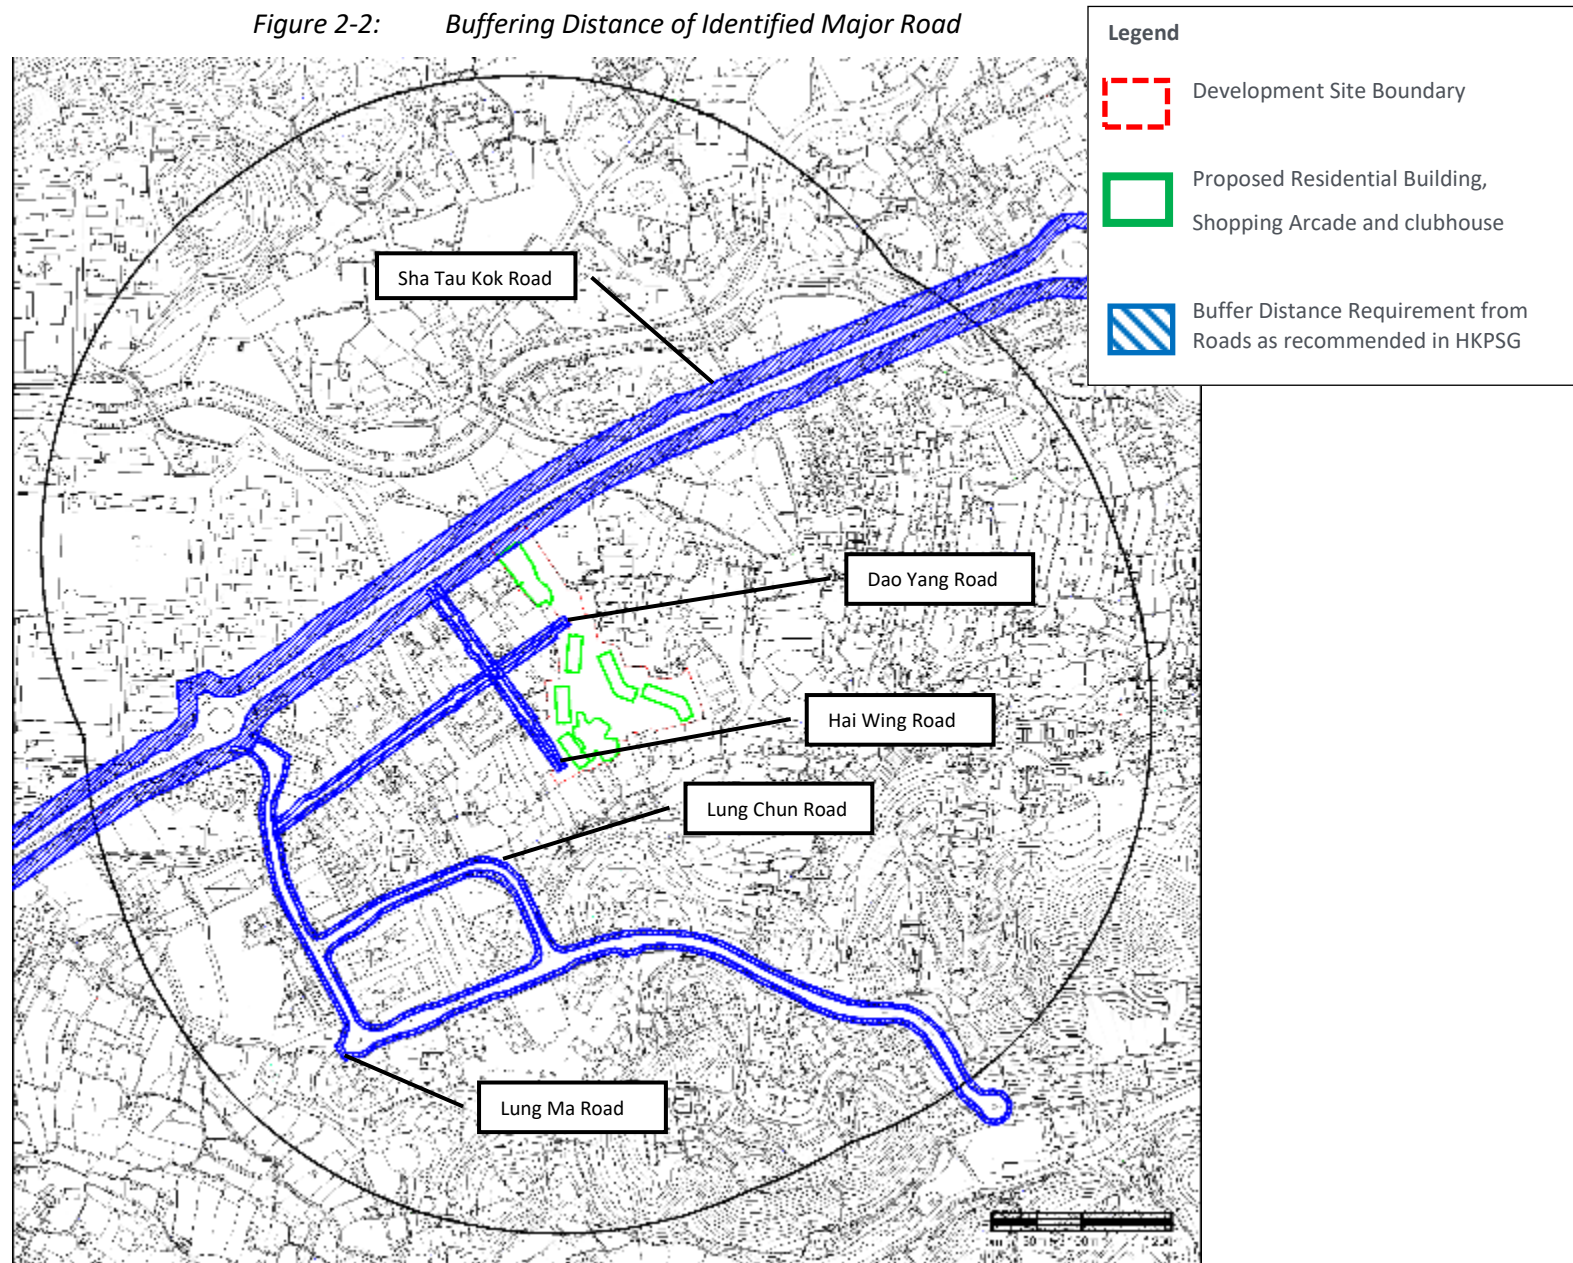 Figure 2-2: Buffering Distance of Identified Major Road
Legend
Development Site Boundary
Proposed Residential Building,
Shopping Arcade and clubhouse
Buffer Distance Requirement from
Roads as recommended in HKPSG
Sha Tau Kok Road
Dao Yang Road
Hai Wing Road
Lung Chun Road
Lung Ma Road